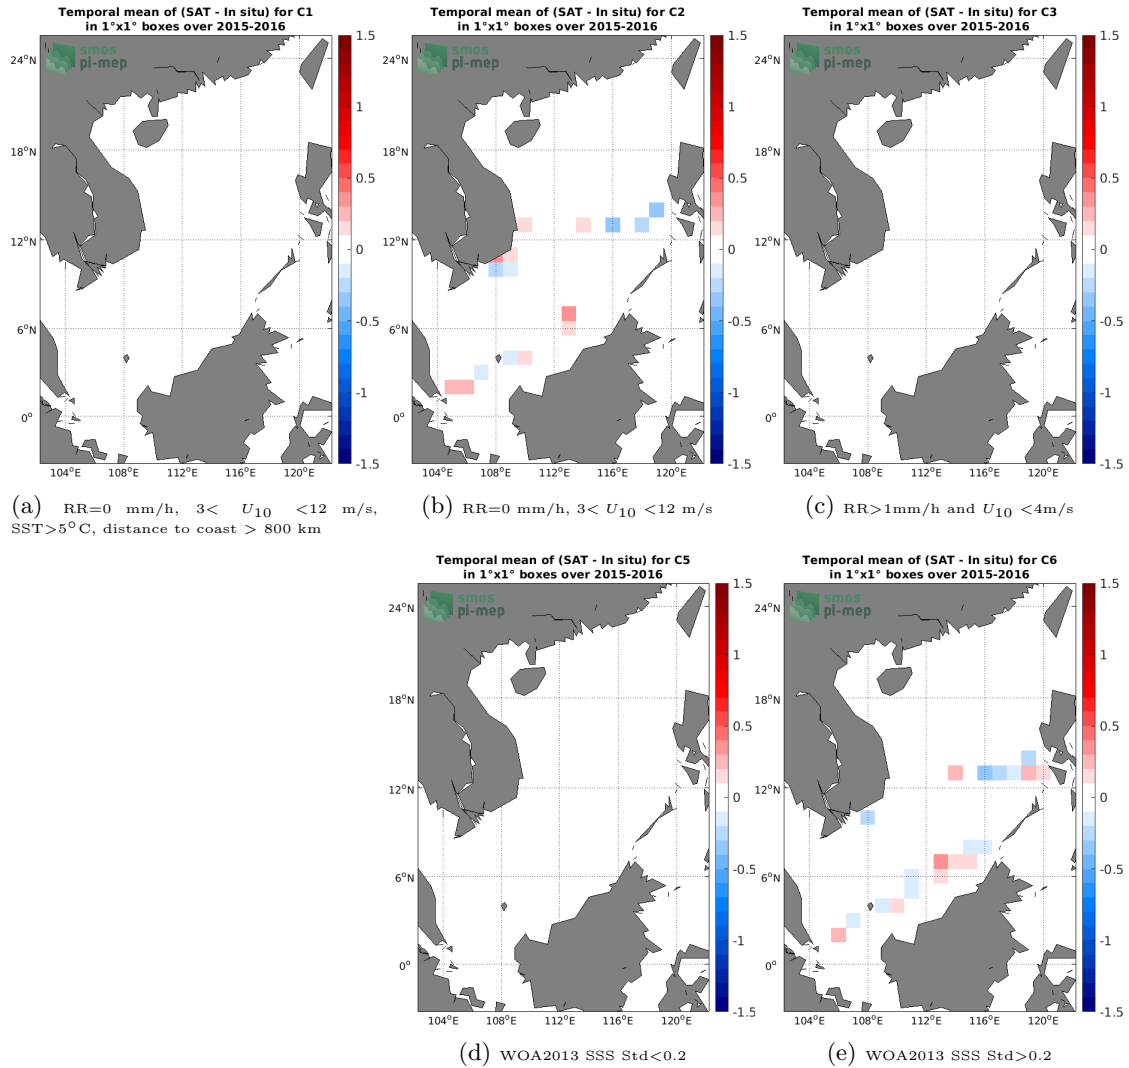 Temporal mean of (SAT - In situ) for C1
in 1°x1° boxes over 2015-2016
smos
pi-mep
24°N
18°N
12°N
6°N
0°
104°E 108°E 112°E 116°E 120°E
1.5
1
0.5
0
-0.5
-1
-1.5
(a) RR=0 mm/h, 3< U10 <12 m/s,
SST>5°C, distance to coast > 800 km
Temporal mean of (SAT - In situ) for C2
in 1°x1° boxes over 2015-2016
smos
pi-mep
24°N
18°N
12°N
6°N
0°
104°E 108°E 112°E 116°E 120°E
1.5
1
0.5
0
-0.5
-1
-1.5
(b) RR=0 mm/h, 3< U10 <12 m/s
Temporal mean of (SAT - In situ) for C3
in 1°x1° boxes over 2015-2016
smos
pi-mep
24°N
18°N
12°N
6°N
0°
104°E 108°E 112°E 116°E 120°E
1.5
1
0.5
0
-0.5
-1
-1.5
(c) RR>1mm/h and U10 <4m/s
Temporal mean of (SAT - In situ) for C5
in 1°x1° boxes over 2015-2016
smos
pi-mep
24°N
18°N
12°N
6°N
0°
104°E 108°E 112°E 116°E 120°E
1.5
1
0.5
0
-0.5
-1
-1.5
(d) WOA2013 SSS Std<0.2
Temporal mean of (SAT - In situ) for C6
in 1°x1° boxes over 2015-2016
smos
pi-mep
24°N
18°N
12°N
6°N
0°
104°E 108°E 112°E 116°E 120°E
1.5
1
0.5
0
-0.5
-1
-1.5
(e) WOA2013 SSS Std>0.2